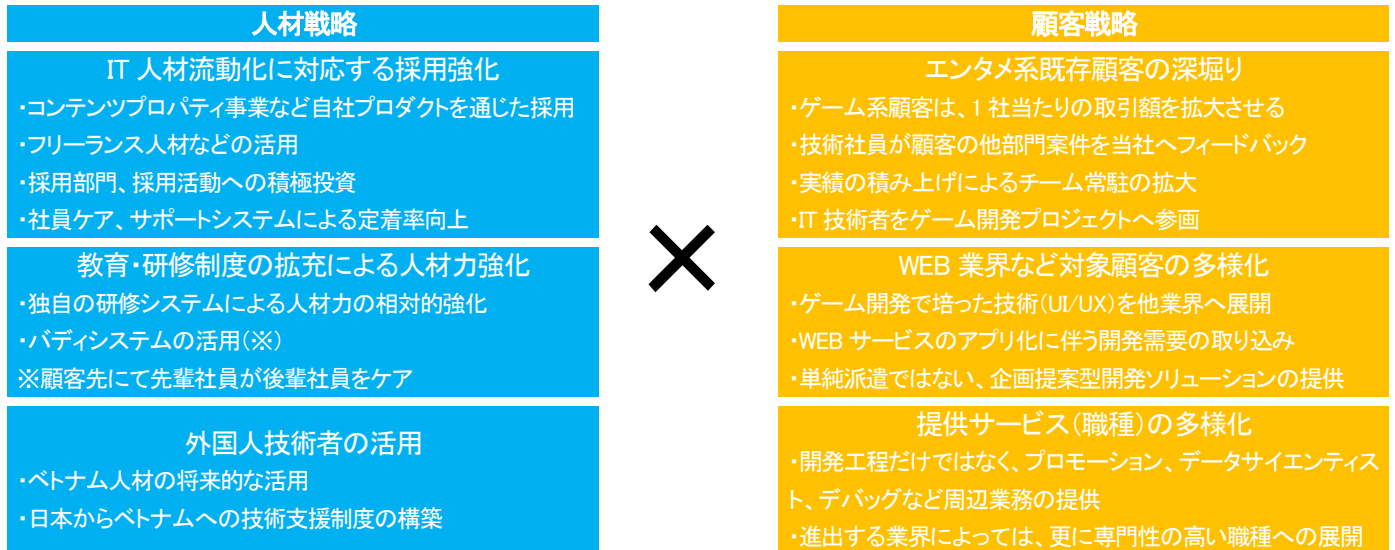 人材戦略
IT 人材流動化に対応する採用強化
・コンテンツプロパティ事業など自社プロダクトを通じた採用
・フリーランス人材などの活用
・採用部門、採用活動への積極投資
・社員ケア、サポートシステムによる定着率向上
教育・研修制度の拡充による人材力強化
・独自の研修システムによる人材力の相対的強化
・バディシステムの活用(※)
※顧客先にて先輩社員が後輩社員をケア
外国人技術者の活用
・ベトナム人材の将来的な活用
・日本からベトナムへの技術支援制度の構築
×
顧客戦略
エンタメ系既存顧客の深堀り
・ゲーム系顧客は、1 社当たりの取引額を拡大させる
・技術社員が顧客の他部門案件を当社へフィードバック
・実績の積み上げによるチーム常駐の拡大
・IT 技術者をゲーム開発プロジェクトへ参画
WEB 業界など対象顧客の多様化
・ゲーム開発で培った技術(UI/UX)を他業界へ展開
・WEB サービスのアプリ化に伴う開発需要の取り込み
・単純派遣ではない、企画提案型開発ソリューションの提供
提供サービス(職種)の多様化
・開発工程だけではなく、プロモーション、データサイエンティス
ト、デバッグなど周辺業務の提供
・進出する業界によっては、更に専門性の高い職種への展開